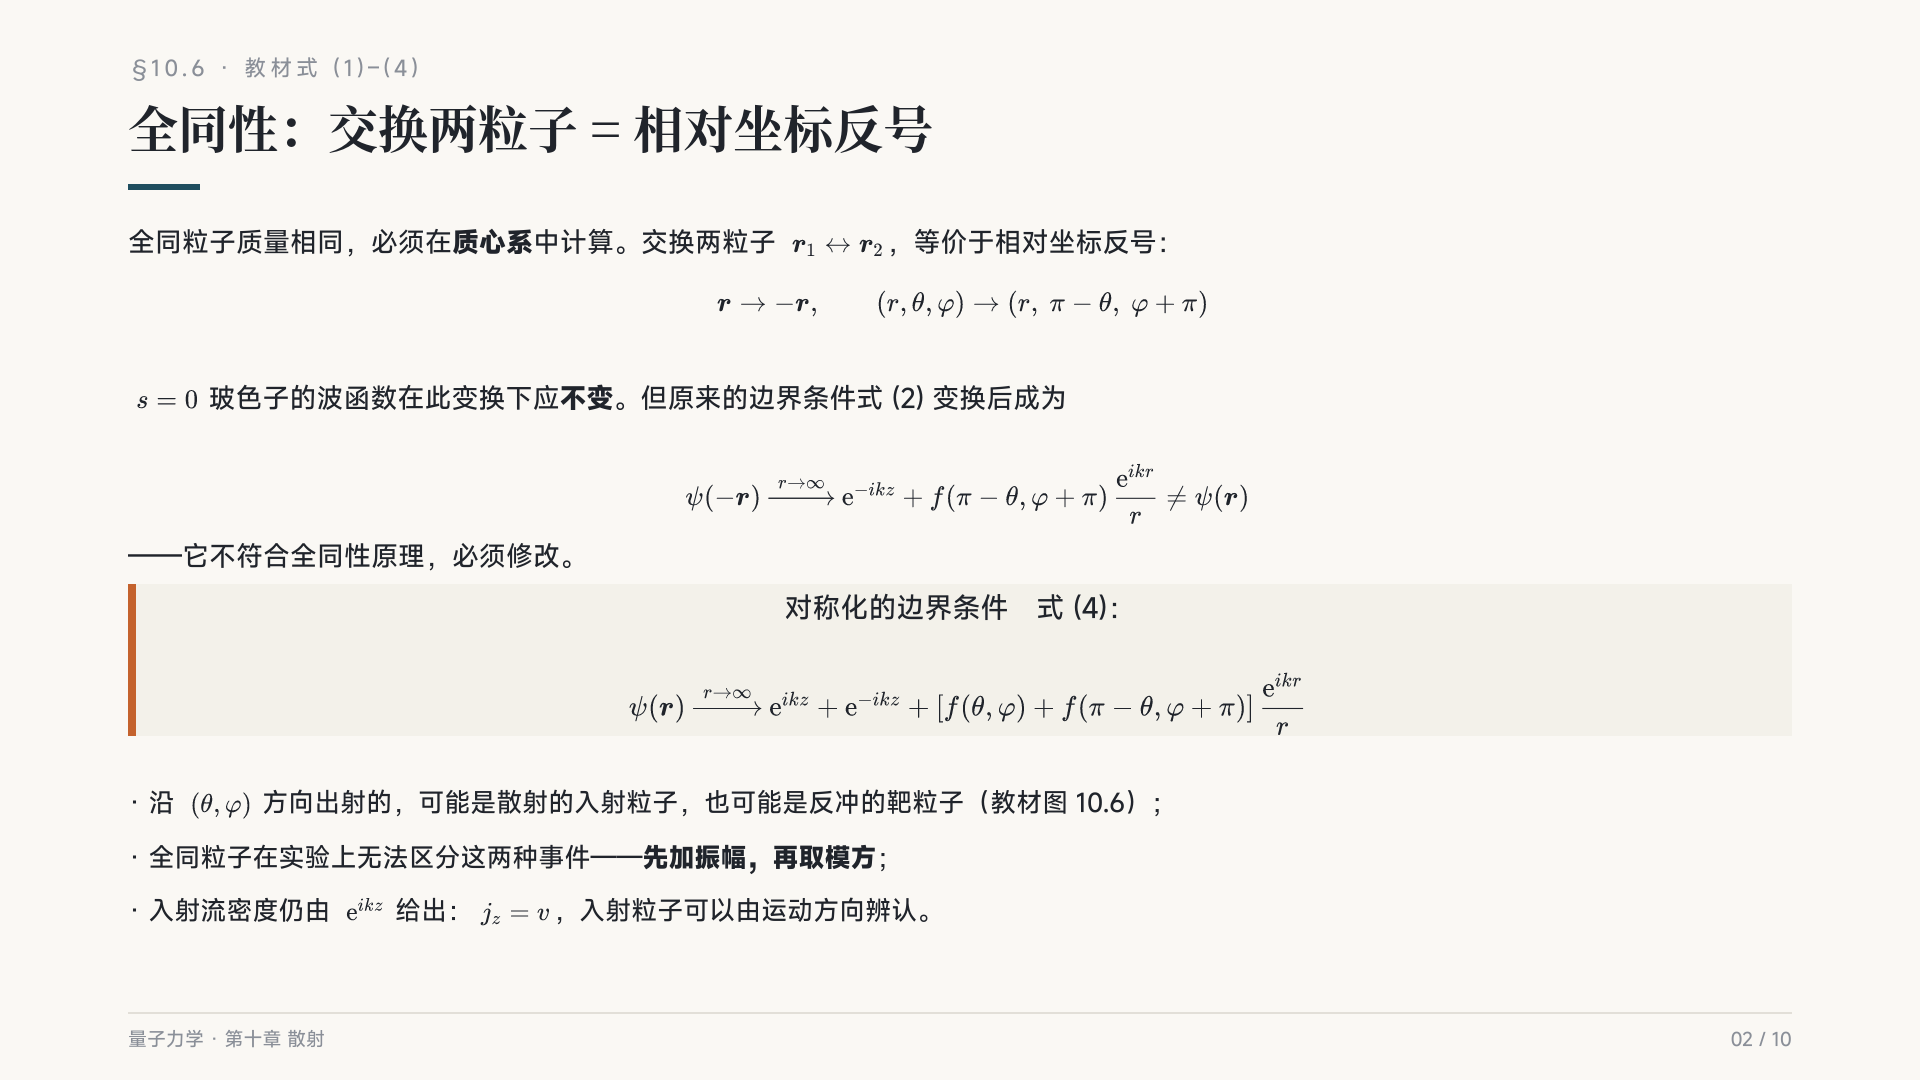 §10.6 · 教材式 (1)–(4)
全同性：交换两粒子 = 相对坐标反号
全同粒子质量相同，必须在质心系中计算。交换两粒子 r₁ ↔ r₂，等价于相对坐标反号：
r → −r,  (r, θ, φ) → (r, π − θ, φ + π)
s = 0 玻色子的波函数在此变换下应不变。但原来的边界条件式 (2) 变换后成为
ψ(−r) \xrightarrow{r→∞} e^{−ikz} + f(π − θ, φ + π) \frac{e^{ikr}}{r} ≠ ψ(r)
——它不符合全同性原理，必须修改。
对称化的边界条件 式 (4)：
ψ(r) \xrightarrow{r→∞} e^{ikz} + e^{−ikz} + [f(θ, φ) + f(π − θ, φ + π)] \frac{e^{ikr}}{r}
· 沿 (θ, φ) 方向出射的，可能是散射的入射粒子，也可能是反冲的靶粒子（教材图 10.6）；
· 全同粒子在实验上无法区分这两种事件——先加振幅，再取模方；
· 入射流密度仍由 e^{ikz} 给出： j_z = v，入射粒子可以由运动方向辨认。
量子力学 · 第十章 散射
02 / 10